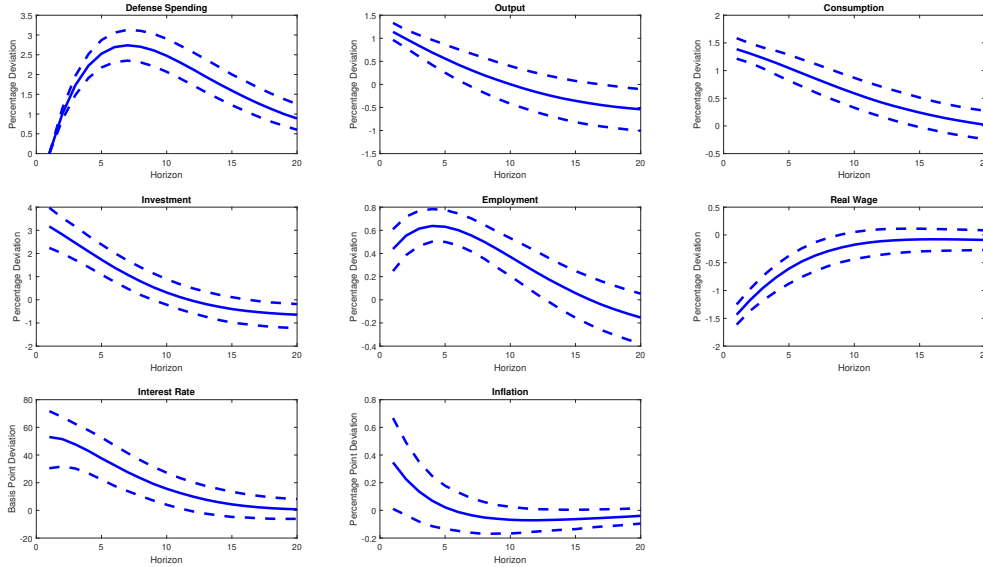 Defense Spending
3.5
3
2.5
2
1.5
1
0.5
0
Percentage Deviation
0 5 10 15 20
Horizon
Output
1.5
1
0.5
0
-0.5
-1
-1.5
Percentage Deviation
0 5 10 15 20
Horizon
Consumption
2
1.5
1
0.5
0
-0.5
Percentage Deviation
0 5 10 15 20
Horizon
Investment
4
3
2
1
0
-1
-2
Percentage Deviation
0 5 10 15 20
Horizon
Employment
0.8
0.6
0.4
0.2
0
0.2
0.4
Percentage Deviation
0 5 10 15 20
Horizon
Real Wage
0.5
0
-0.5
-1
-1.5
-2
Percentage Deviation
0 5 10 15 20
Horizon
Interest Rate
80
60
40
20
0
-20
Basis Point Deviation
0 5 10 15 20
Horizon
Inflation
0.8
0.6
0.4
0.2
0
0.2
Percentage Point Deviation
0 5 10 15 20
Horizon